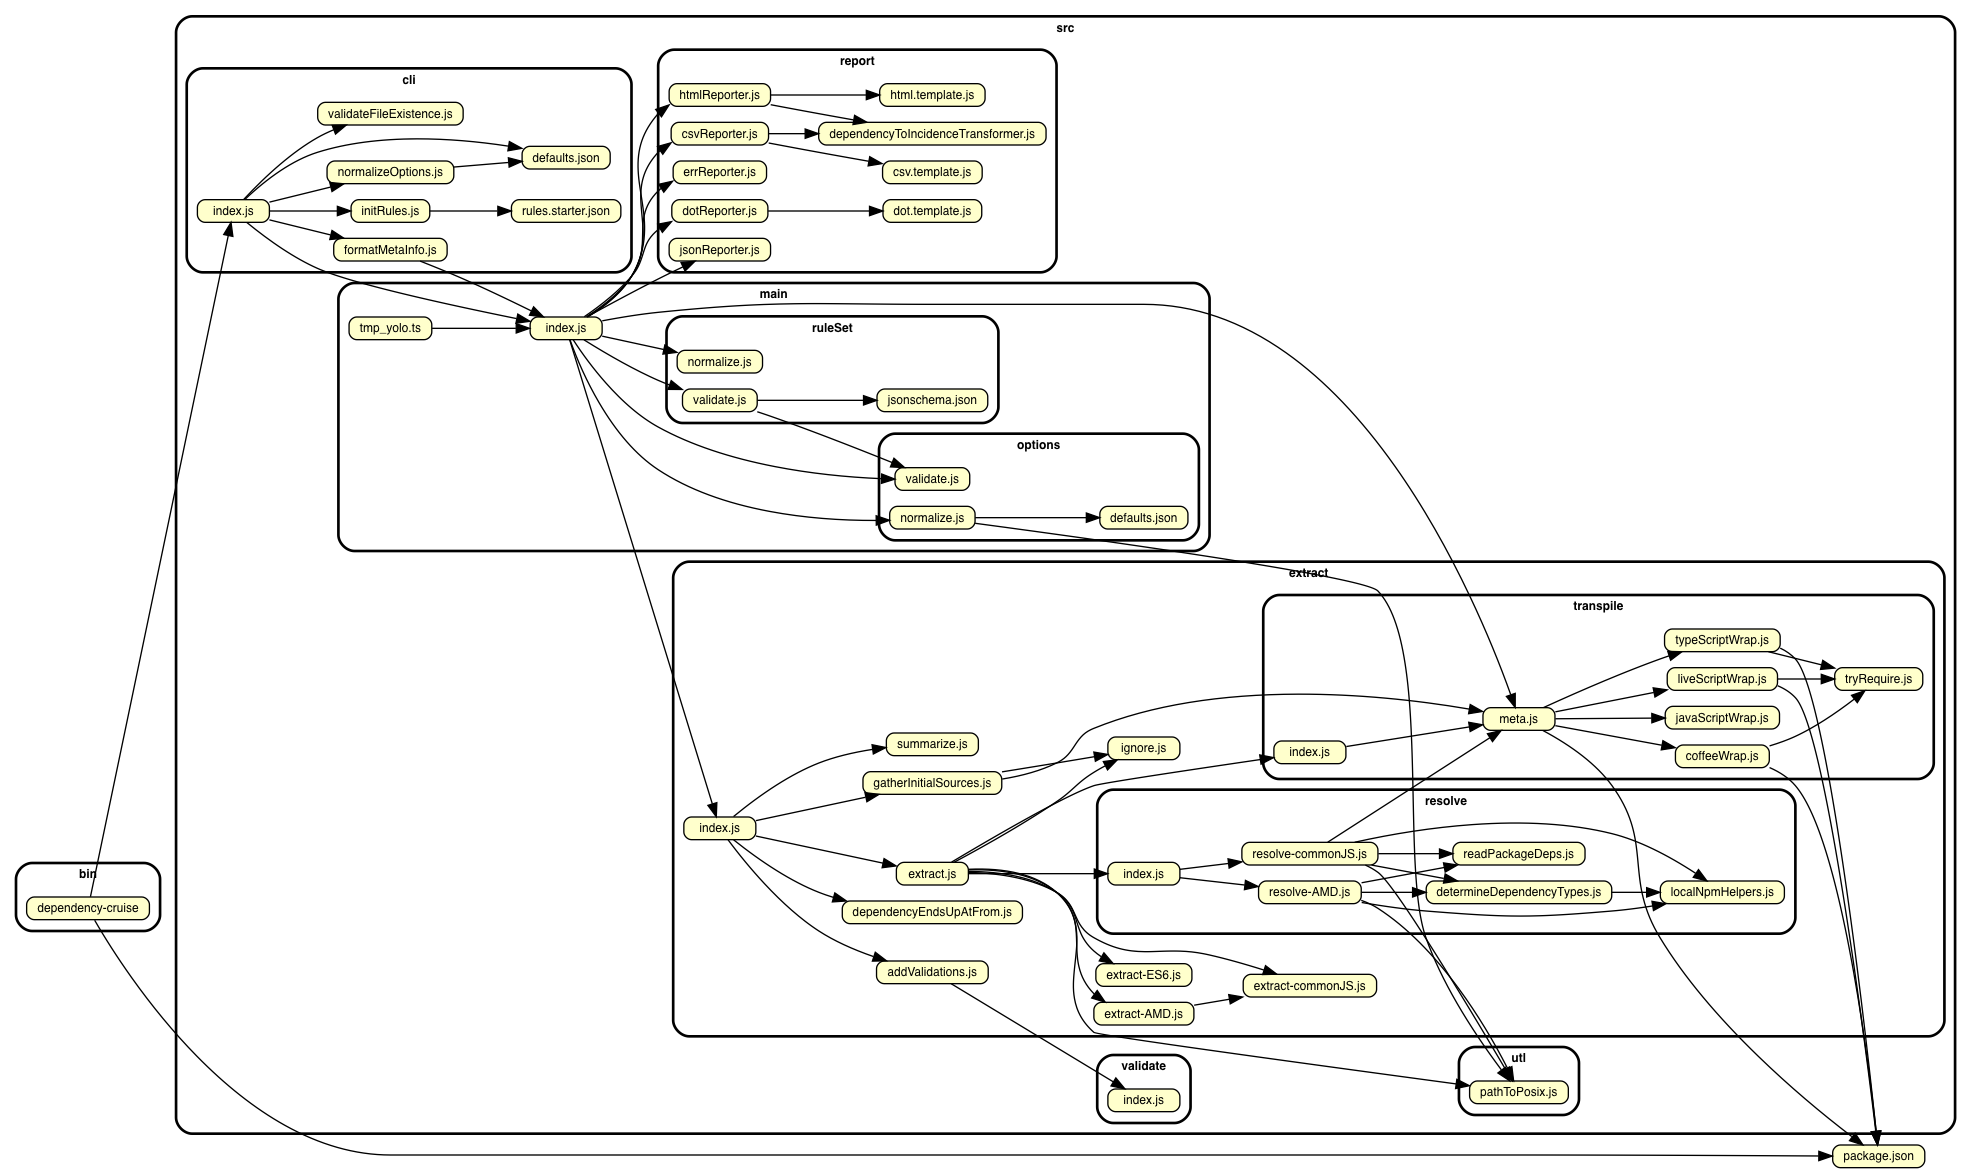 src
cli
validateFileExistence.js
defaults.json
normalizeOptions.js
index.js
initRules.js
rules.starter.json
formatMetaInfo.js
report
htmlReporter.js
html.template.js
csvReporter.js
dependencyToIncidenceTransformer.js
errReporter.js
csv.template.js
dotReporter.js
dot.template.js
jsonReporter.js
main
tmp_yolo.ts
index.js
ruleSet
normalize.js
validate.js
jsonschema.json
options
validate.js
normalize.js
defaults.json
extract
transpile
typeScriptWrap.js
liveScriptWrap.js
tryRequire.js
meta.js
javaScriptWrap.js
index.js
coffeeWrap.js
summarize.js
ignore.js
gatherInitialSources.js
index.js
extract.js
dependencyEndsUpAtFrom.js
addValidations.js
resolve
index.js
resolve-commonJS.js
readPackageDeps.js
resolve-AMD.js
determineDependencyTypes.js
localNpmHelpers.js
extract-ES6.js
extract-commonJS.js
extract-AMD.js
bin
dependency-cruise
validate
index.js
utl
pathToPosix.js
package.json